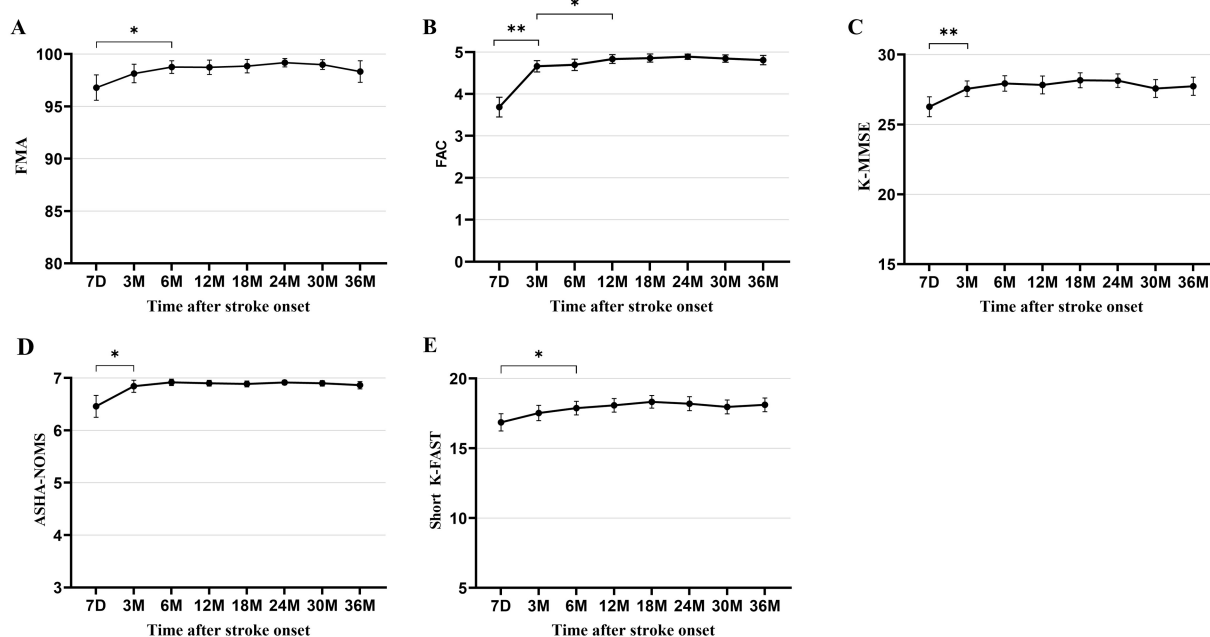 A
*
100
95
90
85
80
FMA
7D 3M 6M 12M 18M 24M 30M 36M
Time after stroke onset
B
**
*
5
4
3
2
1
0
FAC
7D 3M 6M 12M 18M 24M 30M 36M
Time after stroke onset
C
**
30
25
20
15
K-MMSE
7D 3M 6M 12M 18M 24M 30M 36M
Time after stroke onset
D
*
7
6
5
4
3
ASHA-NOMS
7D 3M 6M 12M 18M 24M 30M 36M
Time after stroke onset
E
*
20
15
10
5
Short K-FAST
7D 3M 6M 12M 18M 24M 30M 36M
Time after stroke onset